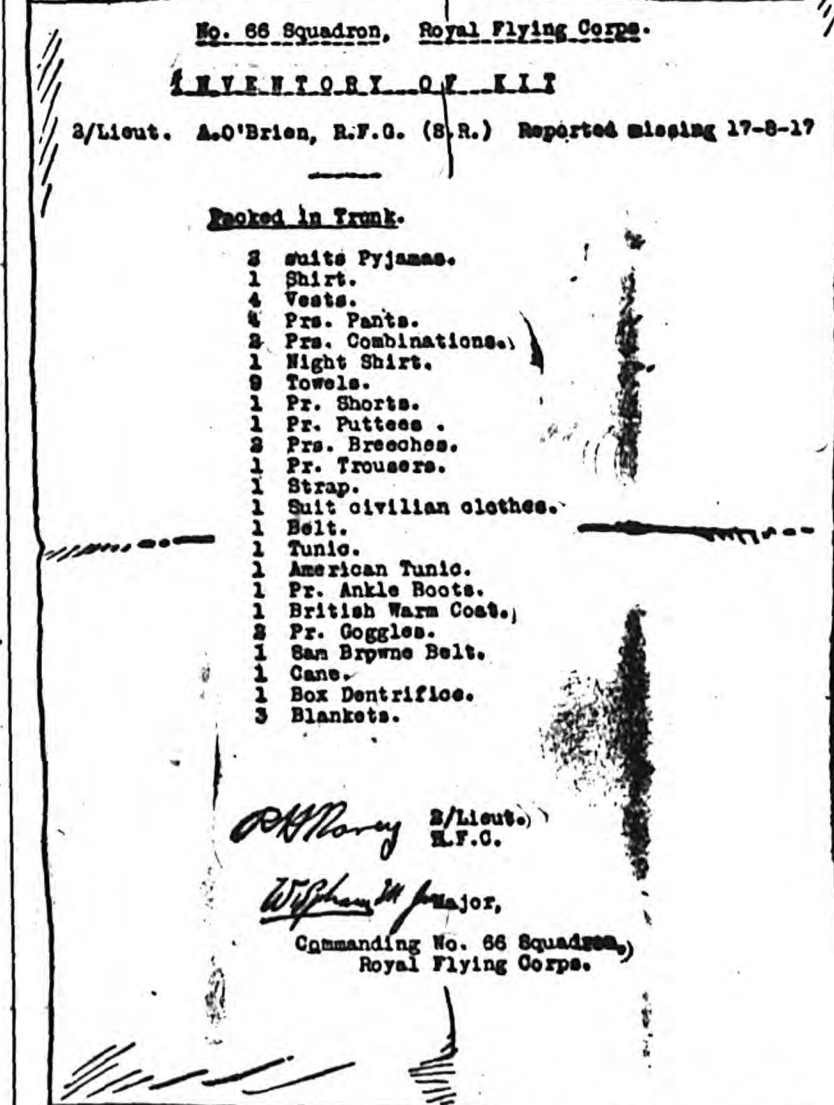 No. 66 Squadron, Royal Flying Corps.
INVENTORY OF KIT
2/Lieut. A.O'Brien, R.F.C. (S.R.) Reported missing 17-8-17
Packed in Trunk.
2 suits Pyjamas.
1 Shirt.
4 Vests.
4 Prs. Pants.
2 Prs. Combinations.
1 Night Shirt.
9 Towels.
1 Pr. Shorts.
1 Pr. Puttees .
2 Prs. Breeches.
1 Pr. Trousers.
1 Strap.
1 Suit civilian clothes.
1 Belt.
1 Tunic.
1 American Tunic.
1 Pr. Ankle Boots.
1 British Warm Coat.
2 Pr. Goggles.
1 Sam Brpwne Belt.
1 Cane.
1 Box Dentrifice.
3 Blankets.
2/Lieut.
R.F.C.
Major,
Commanding No. 66 Squadron,
Royal Flying Corps.